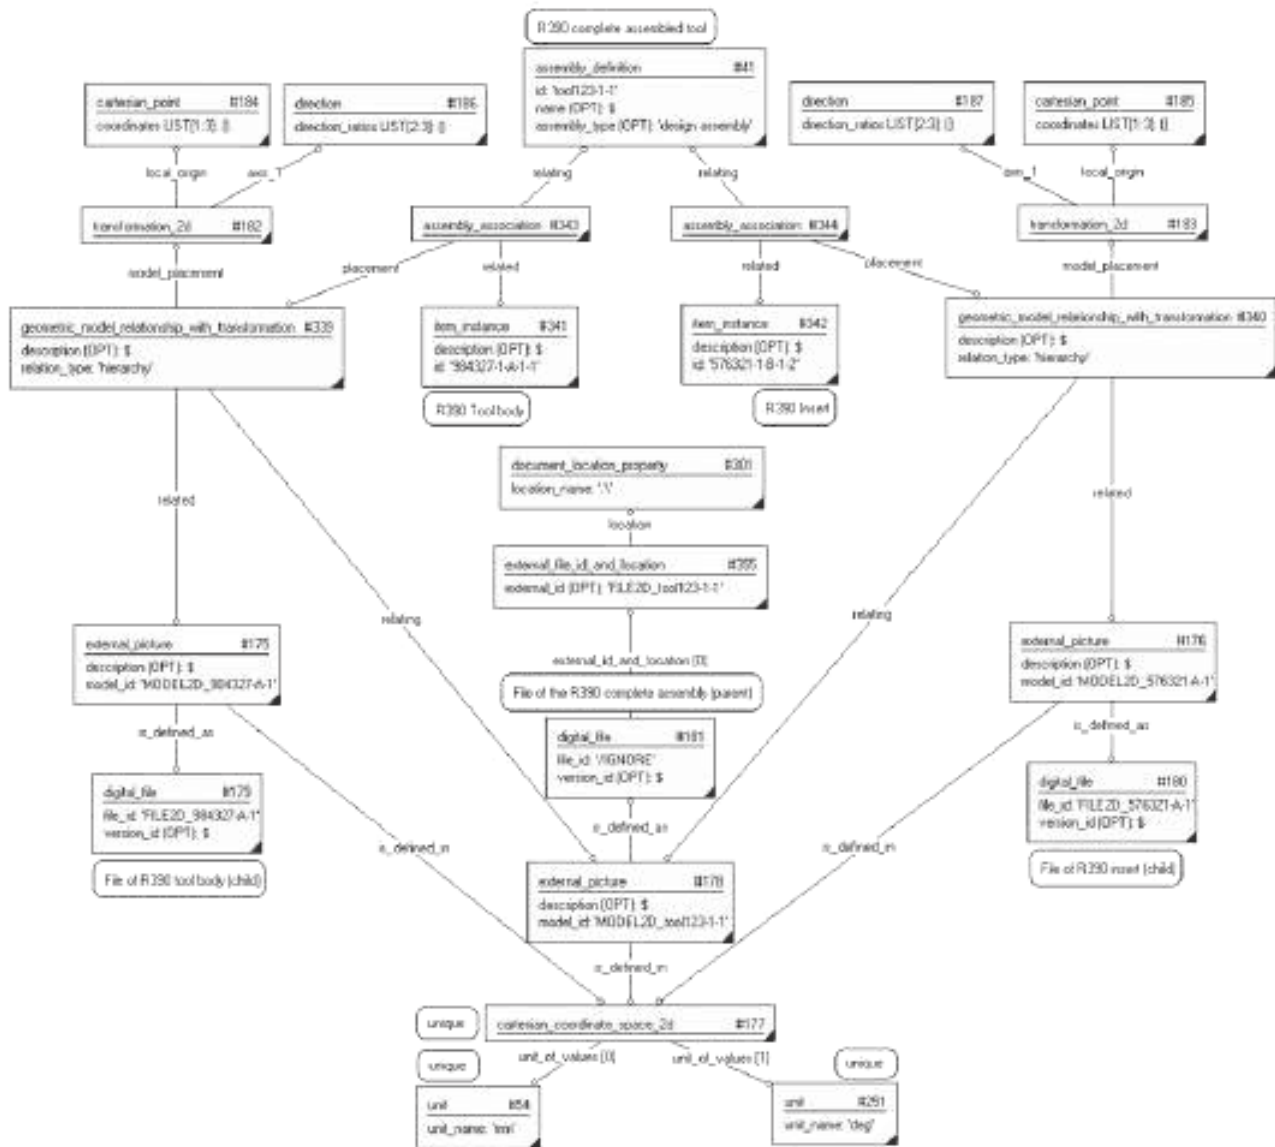 R390 complete assembled tool
assembly_definition #41
id: 'tool123-1-1'
name (OPT): $
assembly_type (OPT): 'design assembly'
cartesian_point #184
coordinates LIST[1:3]: ()
direction #186
direction_ratios LIST[2:3]: ()
direction #187
direction_ratios LIST[2:3]: ()
cartesian_point #185
coordinates LIST[1:3]: ()
local_origin
axis_1
relating
relating
axis_1
local_origin
transformation_2d #182
assembly_association #343
assembly_association #344
transformation_2d #183
model_placement
placement
related
related
placement
model_placement
geometric_model_relationship_with_transformation #339
description (OPT): $
relation_type: 'hierarchy'
item_instance #341
description (OPT): $
id: '984327-1-A-1-1'
item_instance #342
description (OPT): $
id: '576321-1-B-1-2'
geometric_model_relationship_with_transformation #340
description (OPT): $
relation_type: 'hierarchy'
R390 Tool body
R390 Insert
document_location_property #301
location_name: '.\\'
related
location
related
external_file_id_and_location #395
external_id (OPT): 'FILE2D_tool123-1-1'
relating
relating
external_picture #175
description (OPT): $
model_id: 'MODEL2D_984327-A-1'
external_id_and_location [0]
external_picture #176
description (OPT): $
model_id: 'MODEL2D_576321-A-1'
File of the R390 complete assembly (parent)
is_defined_as
digital_file #181
file_id: '/IGNORE'
version_id (OPT): $
is_defined_as
digital_file #179
file_id: 'FILE2D_984327-A-1'
version_id (OPT): $
digital_file #180
file_id: 'FILE2D_576321-A-1'
version_id (OPT): $
is_defined_in
is_defined_as
is_defined_in
File of R390 tool body (child)
File of R390 insert (child)
external_picture #178
description (OPT): $
model_id: 'MODEL2D_tool123-1-1'
is_defined_in
unique
cartesian_coordinate_space_2d #177
unique
unit_of_values [0]
unit_of_values [1]
unique
unit #54
unit_name: 'mm'
unit #291
unit_name: 'deg'